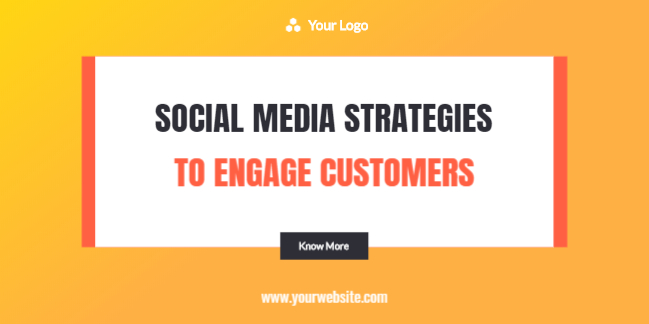 Your Logo
SOCIAL MEDIA STRATEGIES
TO ENGAGE CUSTOMERS
Know More
www.yourwebsite.com